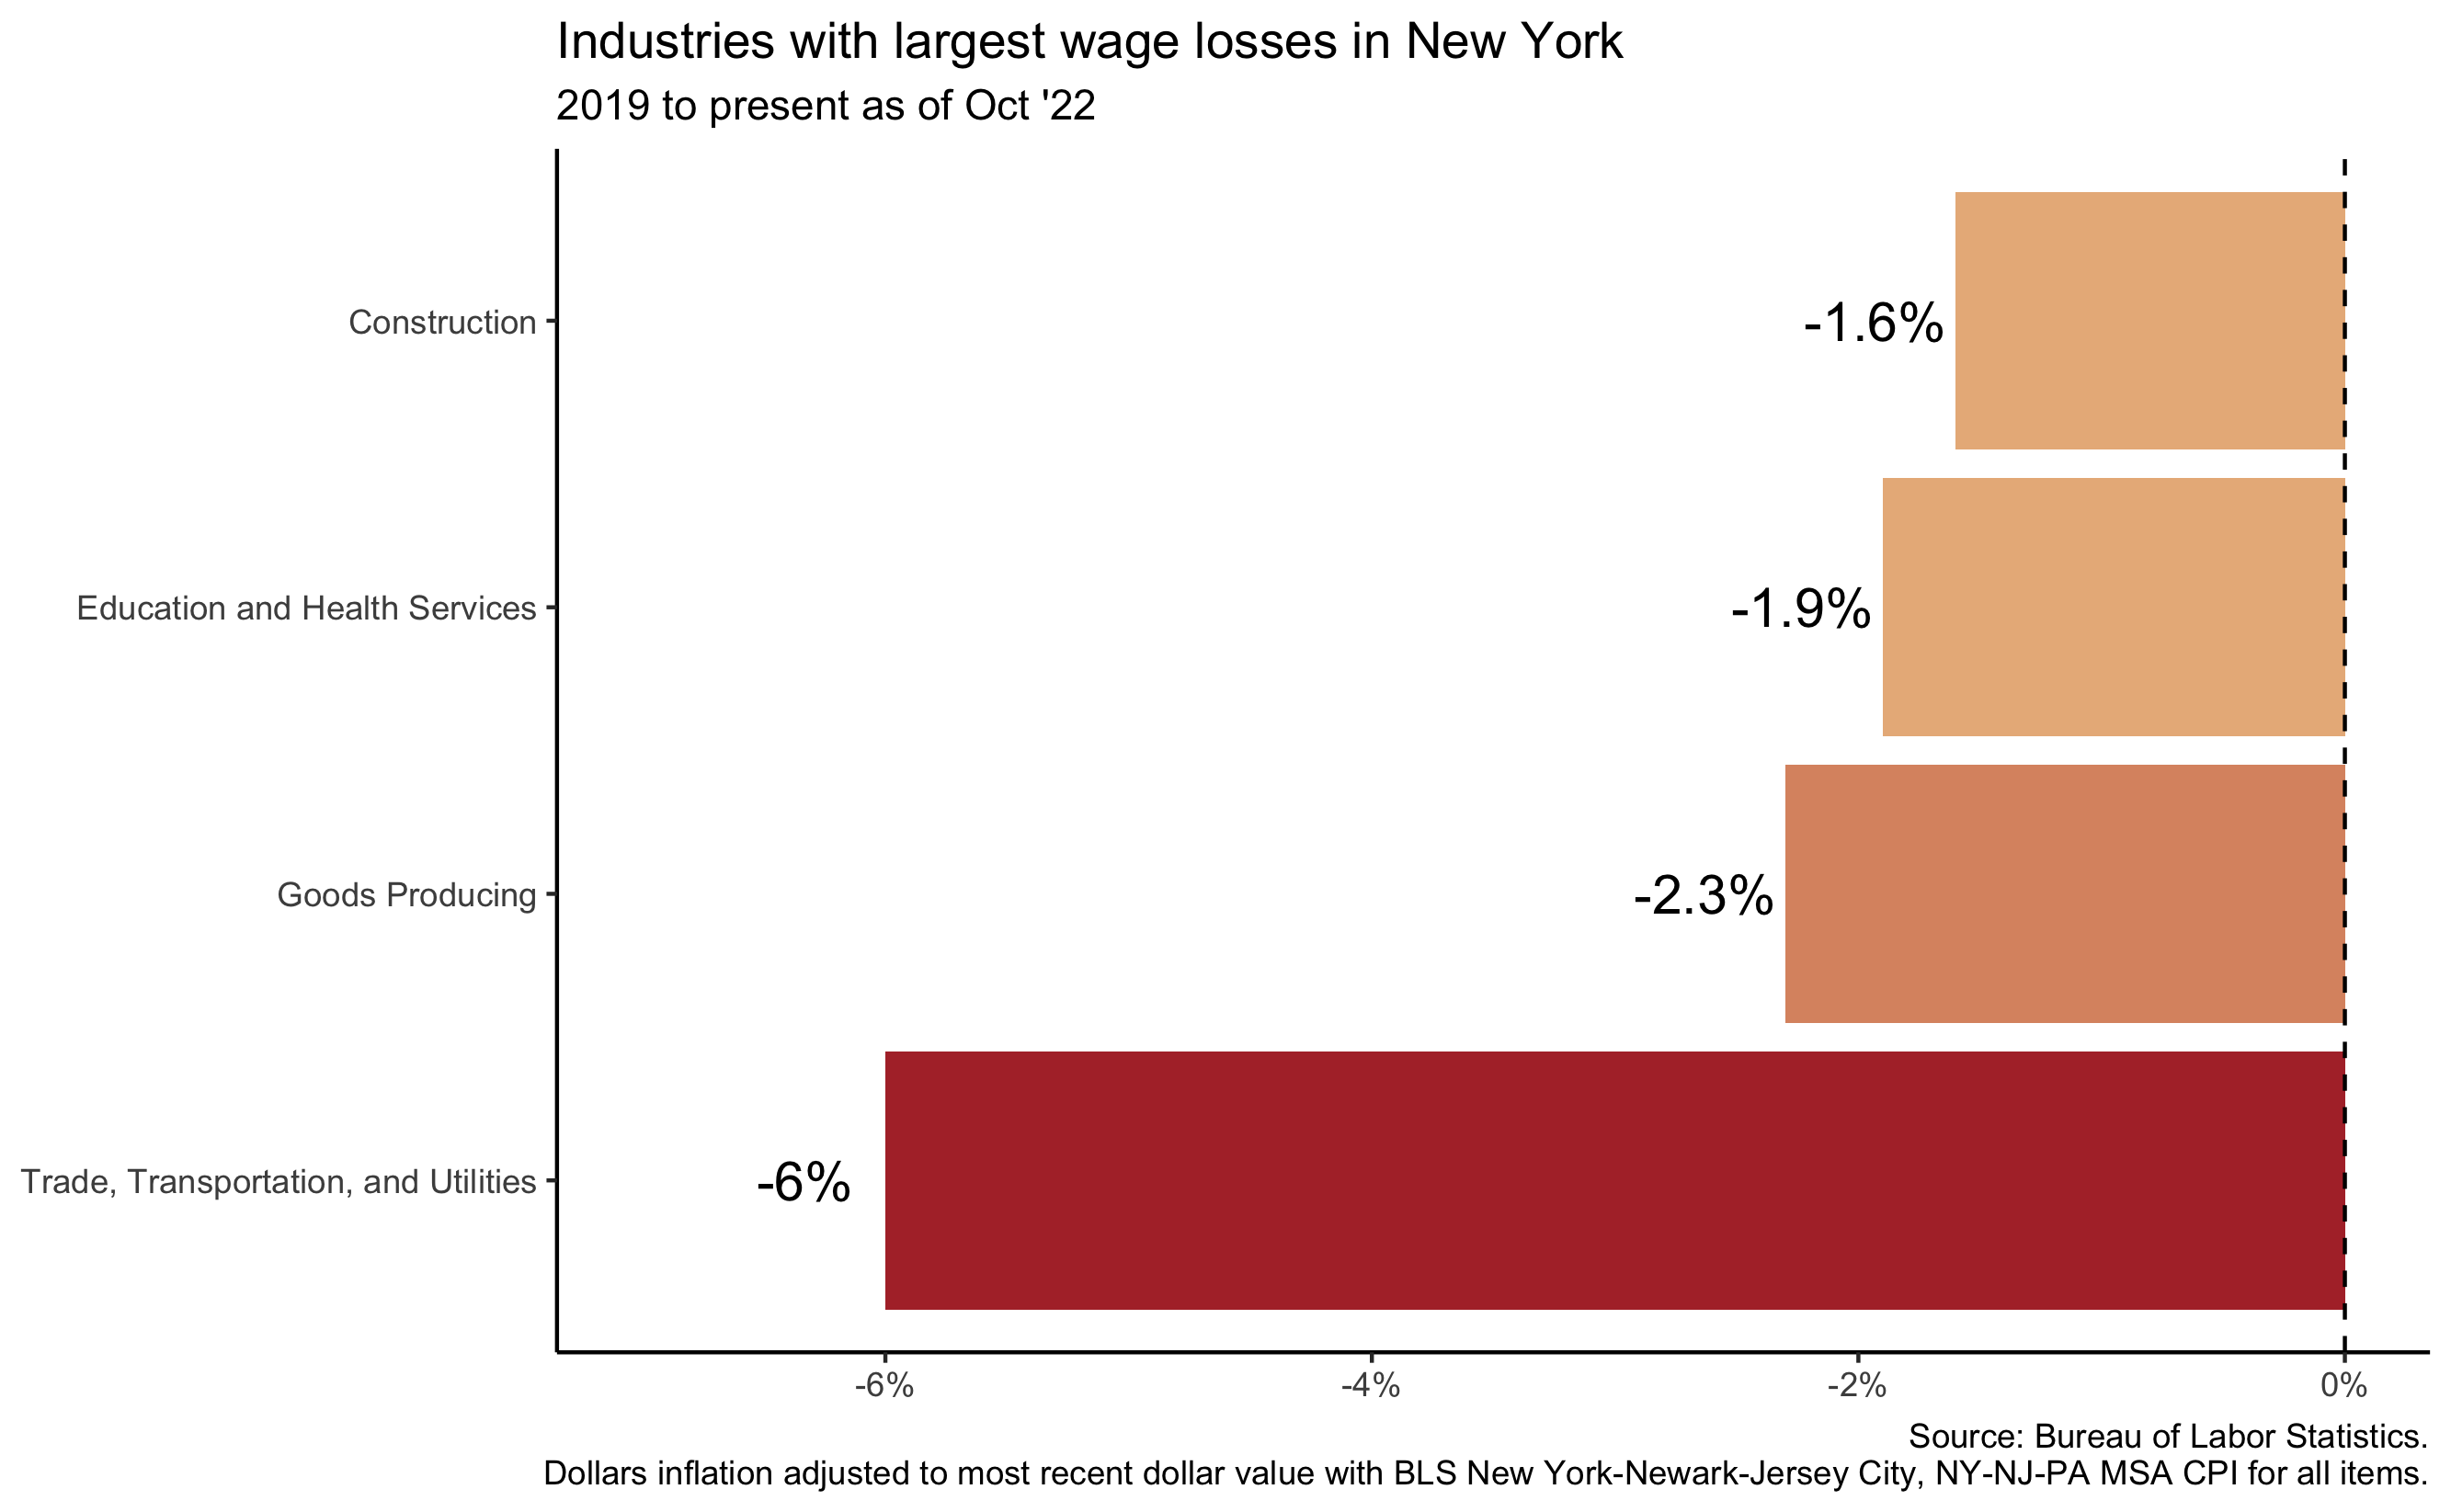 Industries with largest wage losses in New York
2019 to present as of Oct '22
Construction
-1.6%
Education and Health Services
-1.9%
Goods Producing
-2.3%
Trade, Transportation, and Utilities
-6%
-6% -4% -2% 0%
Source: Bureau of Labor Statistics.
Dollars inflation adjusted to most recent dollar value with BLS New York-Newark-Jersey City, NY-NJ-PA MSA CPI for all items.